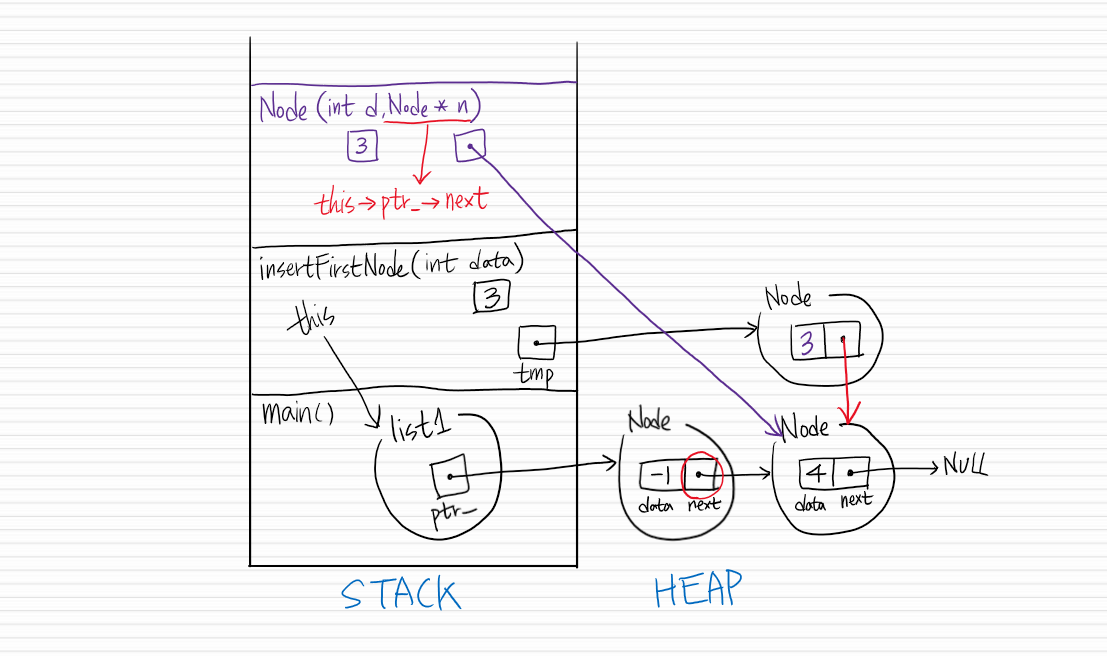 Node (int d, Node * n)
3
this→ptr_→next
insertFirstNode(int data)
3
this
tmp
main()
list1
ptr_
Node
3
Node
-1
data next
Node
4
data next
NULL
STACK
HEAP